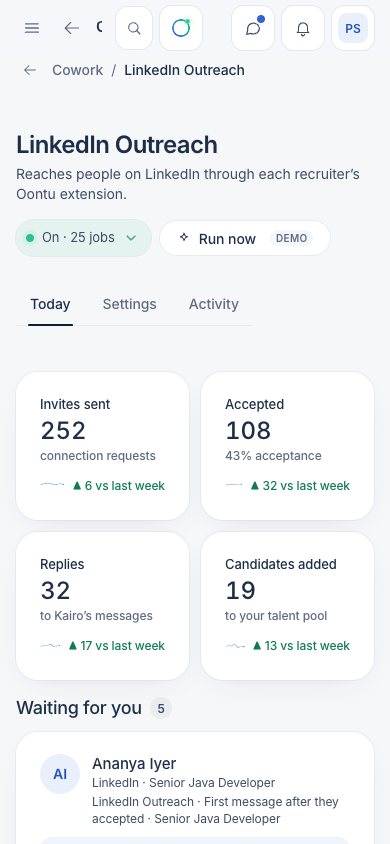 PS
Cowork / LinkedIn Outreach
LinkedIn Outreach
Reaches people on LinkedIn through each recruiter’s
Oontu extension.
On · 25 jobs
Run now DEMO
Today Settings Activity
Invites sent
252
connection requests
▲ 6 vs last week
Accepted
108
43% acceptance
▲ 32 vs last week
Replies
32
to Kairo’s messages
▲ 17 vs last week
Candidates added
19
to your talent pool
▲ 13 vs last week
Waiting for you 5
AI
Ananya Iyer
LinkedIn · Senior Java Developer
LinkedIn Outreach · First message after they
accepted · Senior Java Developer